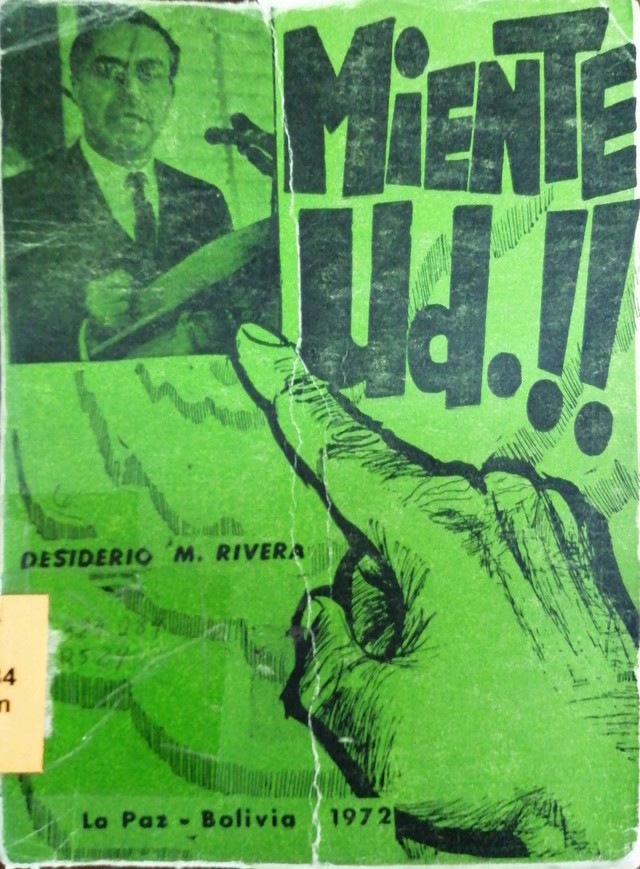 MiENTE
Ud.!!
DESIDERIO M. RIVERA
La Paz - Bolivia 1972